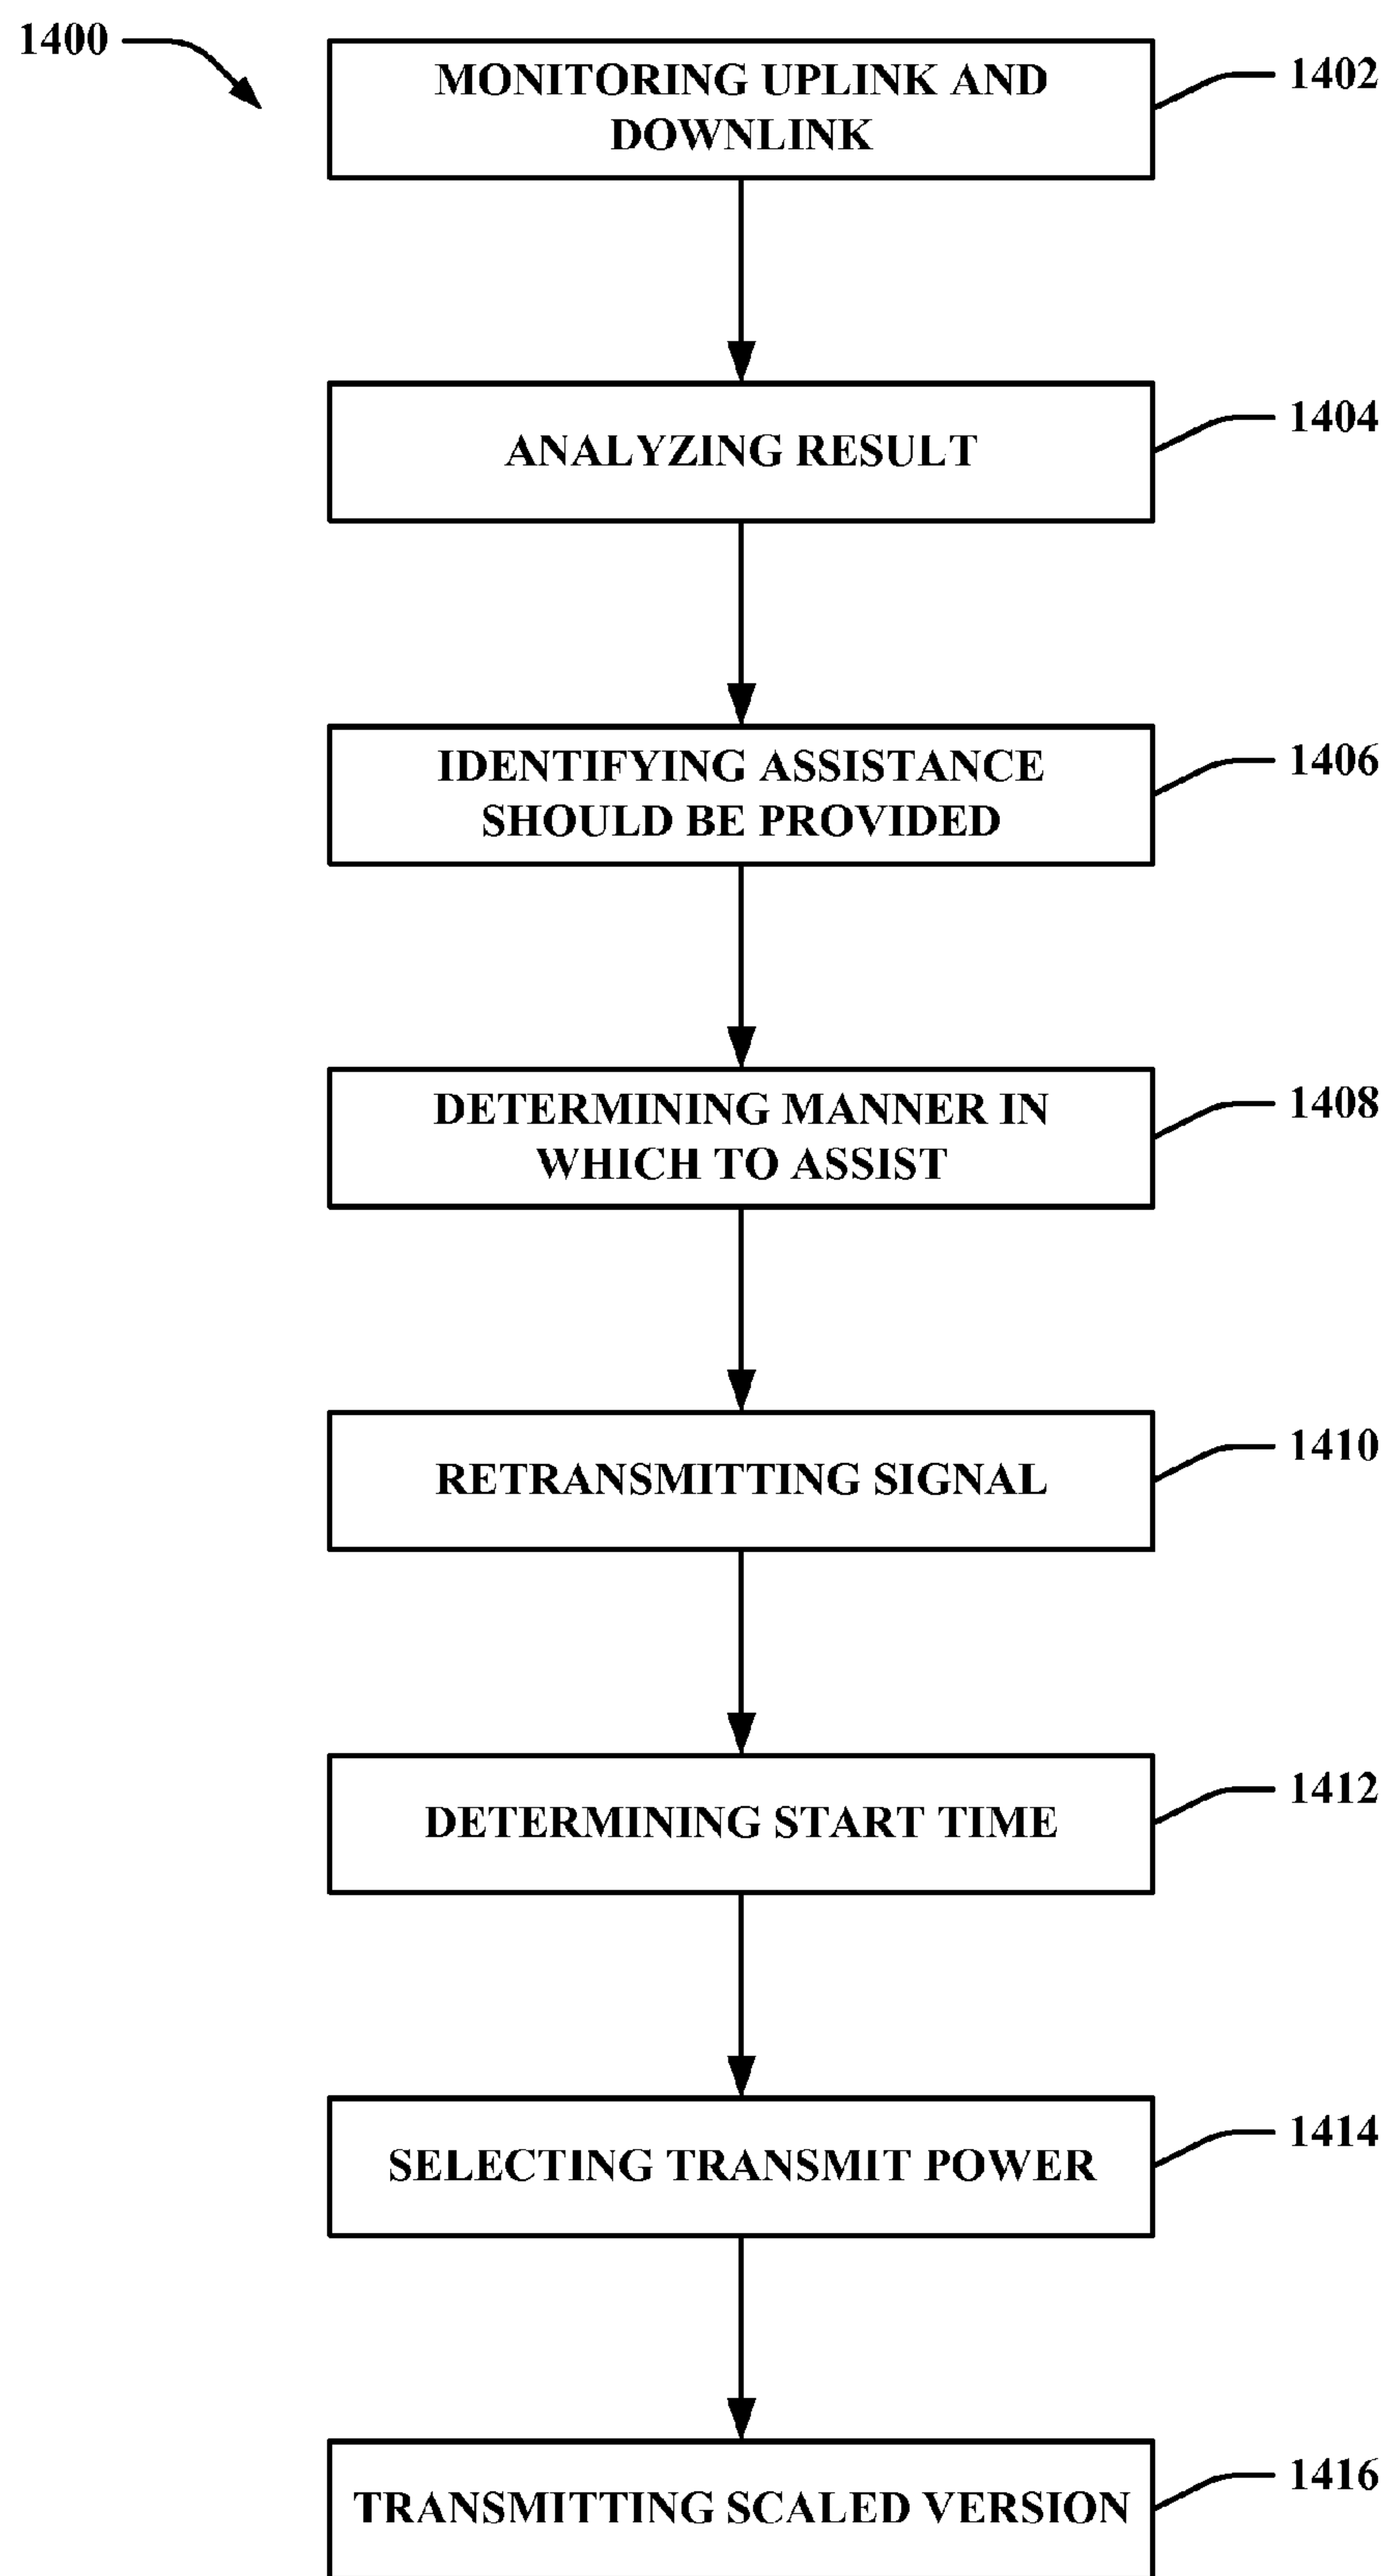 1400
MONITORING UPLINK AND
DOWNLINK
1402
ANALYZING RESULT
1404
IDENTIFYING ASSISTANCE
SHOULD BE PROVIDED
1406
DETERMINING MANNER IN
WHICH TO ASSIST
1408
RETRANSMITTING SIGNAL
1410
DETERMINING START TIME
1412
SELECTING TRANSMIT POWER
1414
TRANSMITTING SCALED VERSION
1416